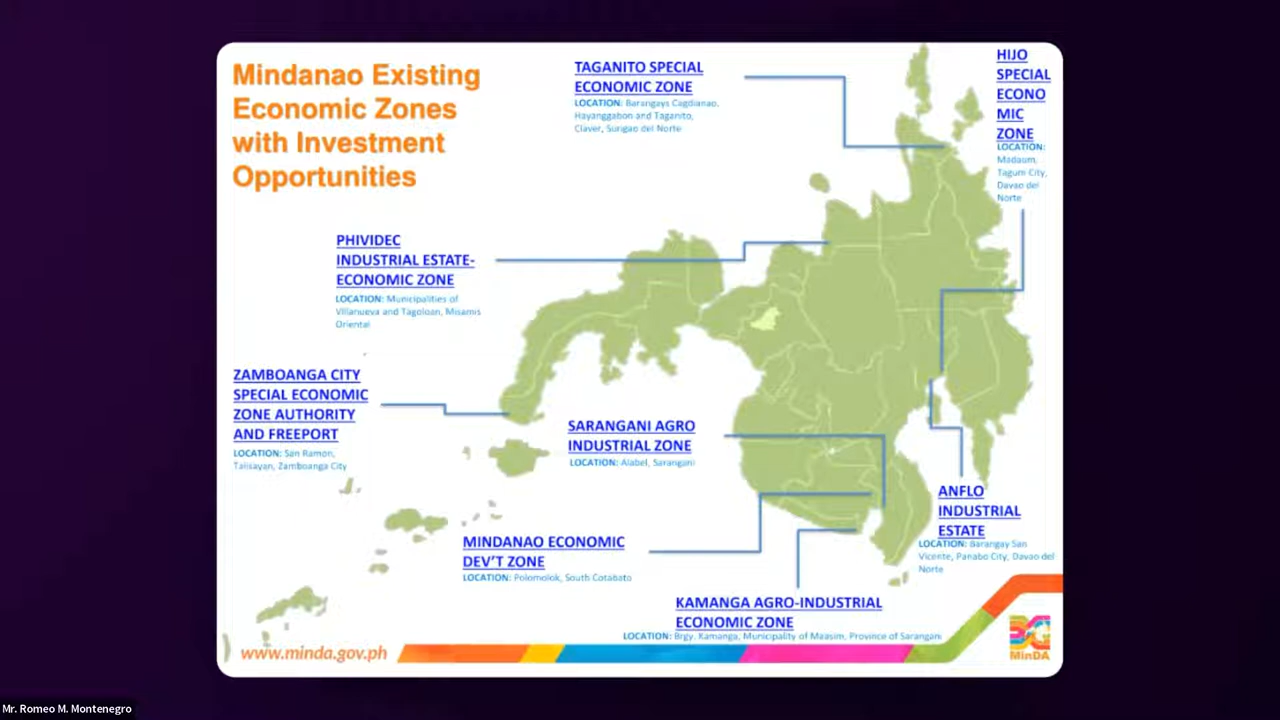 Mindanao Existing
Economic Zones
with Investment
Opportunities
TAGANITO SPECIAL
ECONOMIC ZONE
LOCATION: Barangays Cagdianao,
Hayanggabon and Taganito,
Claver, Surigao del Norte
HIJO
SPECIAL
ECONO
MIC
ZONE
LOCATION:
Madaum,
Tagum City,
Davao del
Norte
PHIVIDEC
INDUSTRIAL ESTATE-
ECONOMIC ZONE
LOCATION: Municipalities of
Villanueva and Tagoloan, Misamis
Oriental
ZAMBOANGA CITY
SPECIAL ECONOMIC
ZONE AUTHORITY
AND FREEPORT
LOCATION: San Ramon,
Talisayan, Zamboanga City
SARANGANI AGRO
INDUSTRIAL ZONE
LOCATION: Alabel, Sarangani
ANFLO
INDUSTRIAL
ESTATE
LOCATION: Barangay San
Vicente, Panabo City, Davao del
Norte
MINDANAO ECONOMIC
DEV'T ZONE
LOCATION: Polomolok, South Cotabato
KAMANGA AGRO-INDUSTRIAL
ECONOMIC ZONE
LOCATION: Brgy. Kamanga, Municipality of Maasim, Province of Sarangani
www.minda.gov.ph
MinDA
Mr. Romeo M. Montenegro